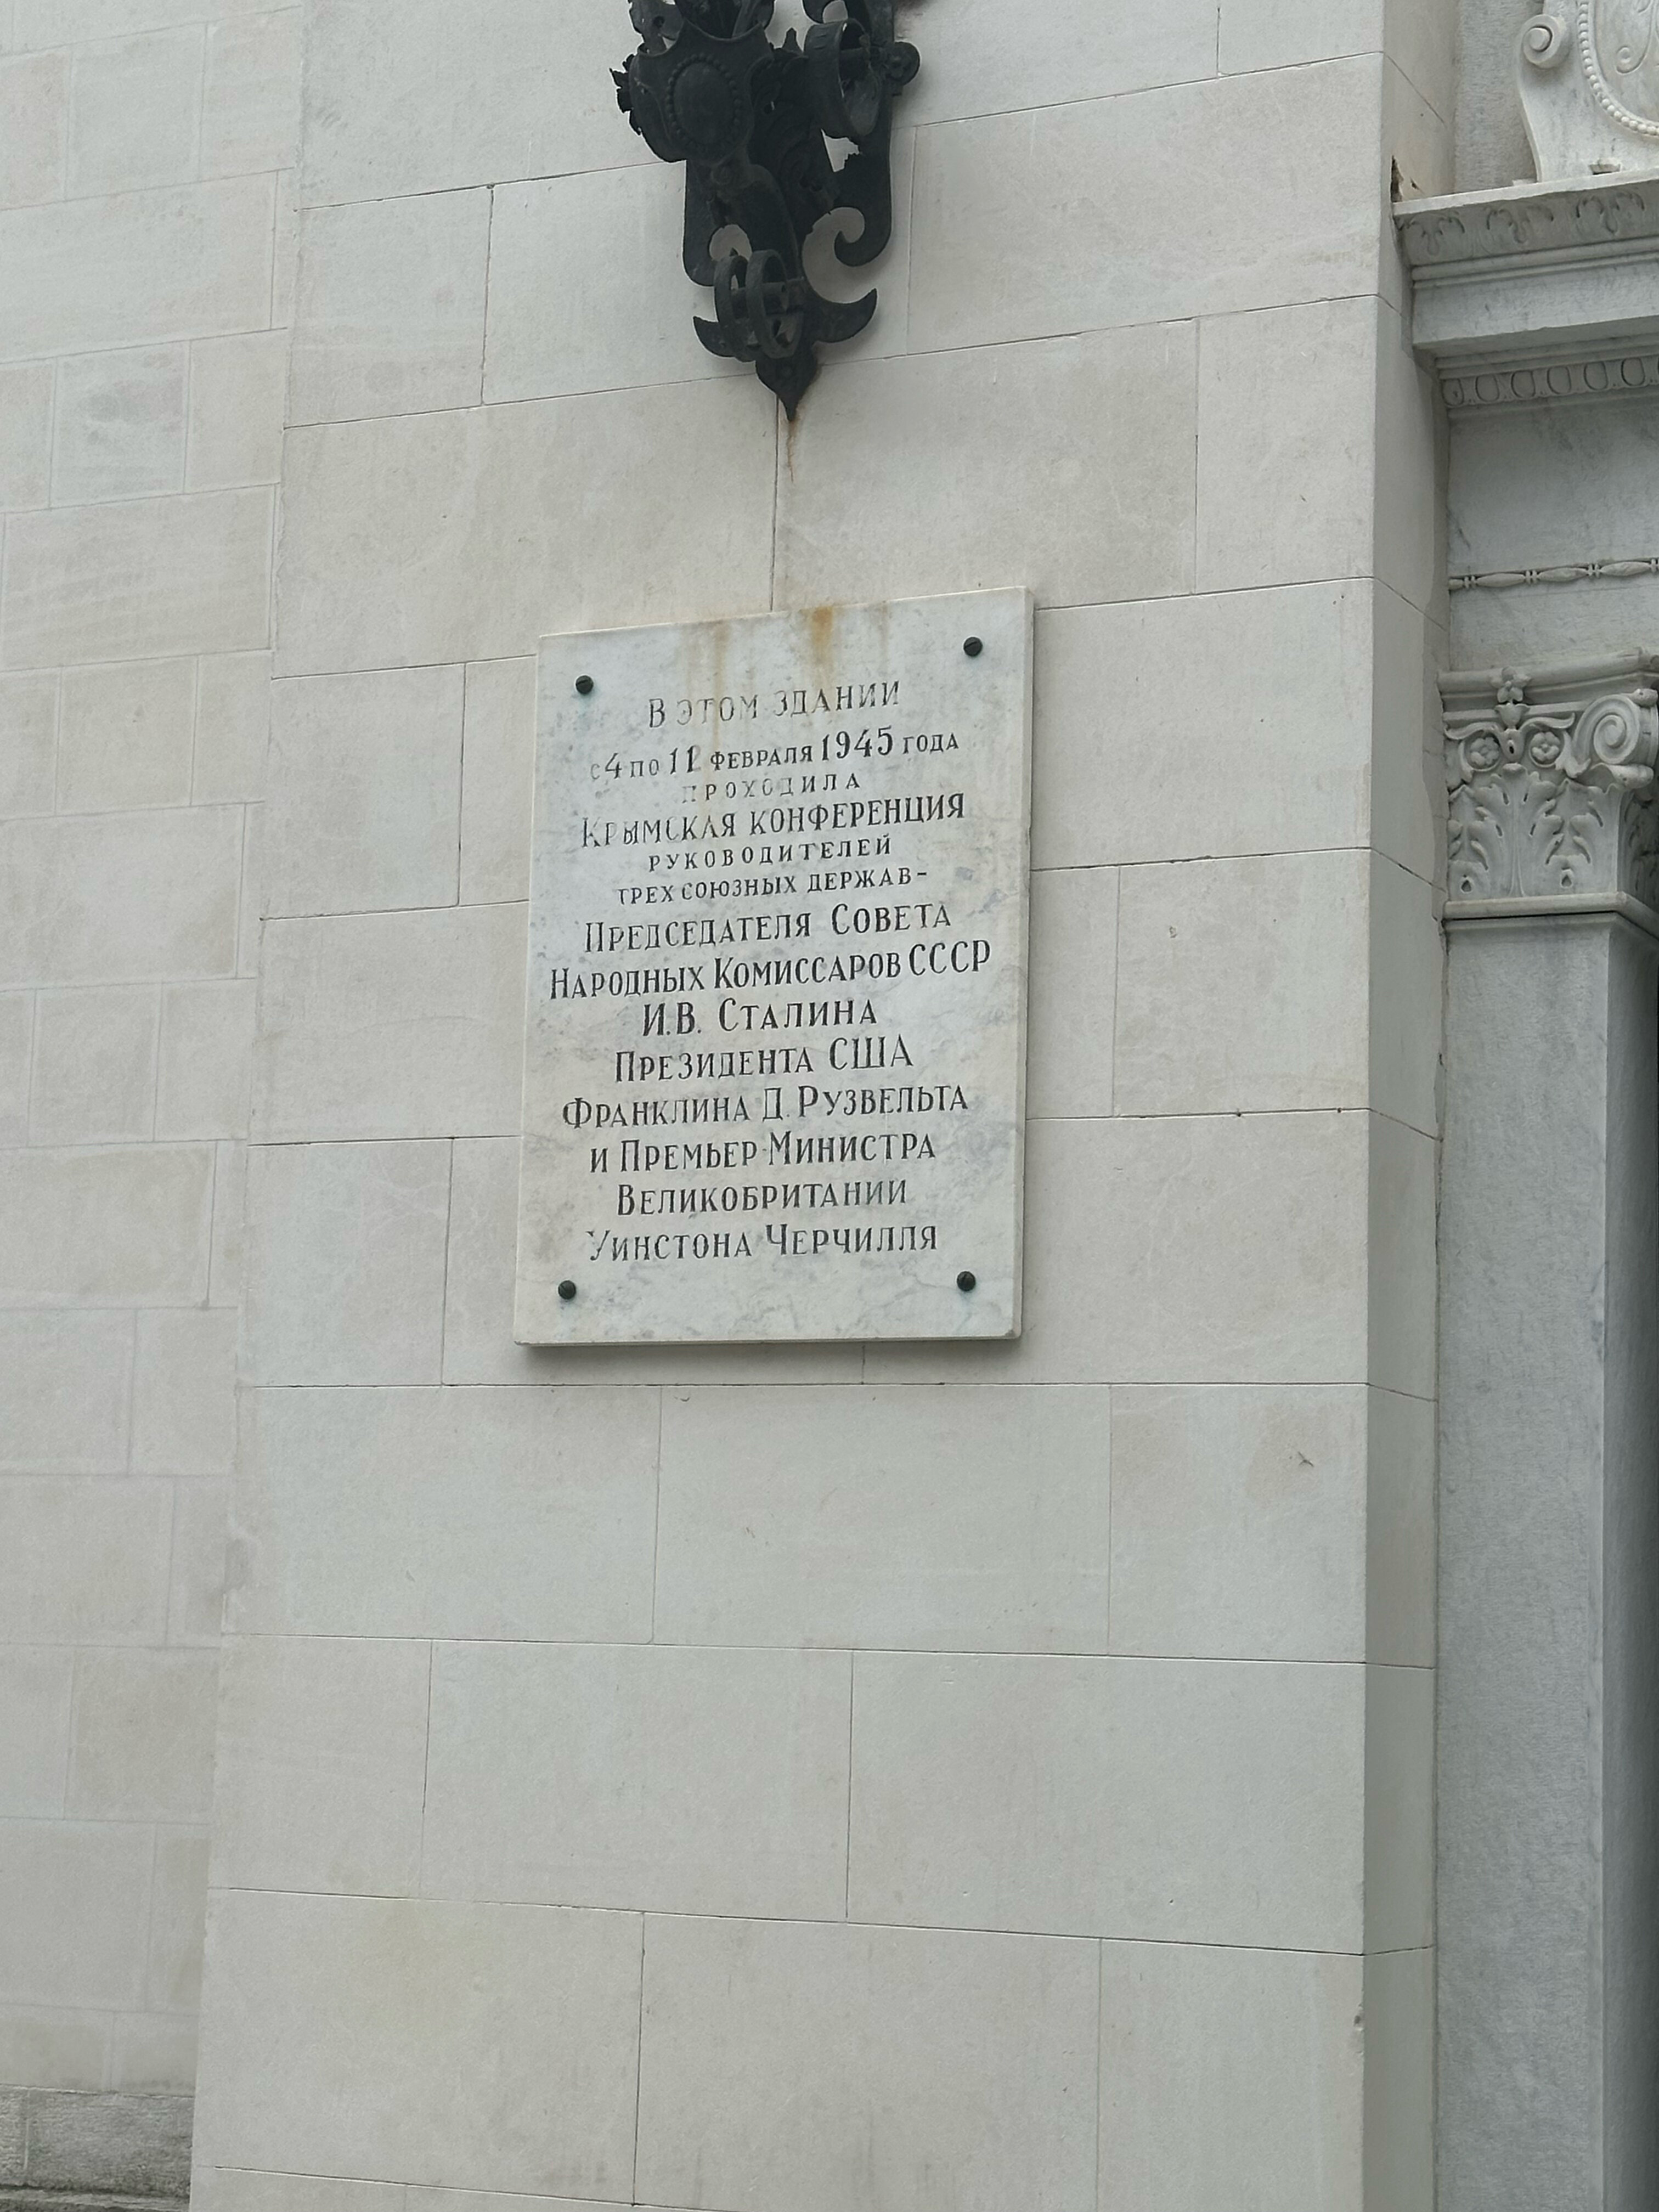 В ЭТОМ ЗДАНИИ
с 4 по 11 ФЕВРАЛЯ 1945 ГОДА
ПРОХОДИЛА
КРЫМСКАЯ КОНФЕРЕНЦИЯ
РУКОВОДИТЕЛЕЙ
ТРЕХ СОЮЗНЫХ ДЕРЖАВ-
ПРЕДСЕДАТЕЛЯ СОВЕТА
НАРОДНЫХ КОМИССАРОВ СССР
И.В. СТАЛИНА
ПРЕЗИДЕНТА США
ФРАНКЛИНА Д. РУЗВЕЛЬТА
И ПРЕМЬЕР-МИНИСТРА
ВЕЛИКОБРИТАНИИ
УИНСТОНА ЧЕРЧИЛЛЯ